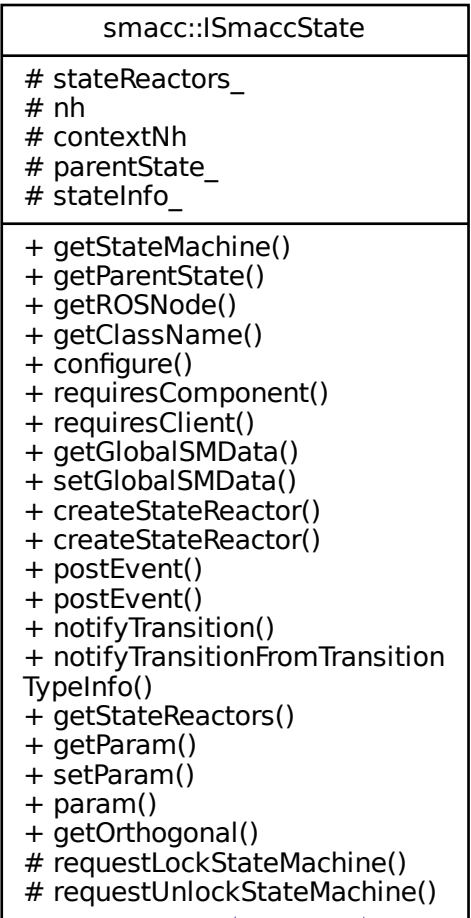 smacc::ISmaccState
# stateReactors_
# nh
# contextNh
# parentState_
# stateInfo_
+ getStateMachine()
+ getParentState()
+ getROSNode()
+ getClassName()
+ configure()
+ requiresComponent()
+ requiresClient()
+ getGlobalSMData()
+ setGlobalSMData()
+ createStateReactor()
+ createStateReactor()
+ postEvent()
+ postEvent()
+ notifyTransition()
+ notifyTransitionFromTransition
TypeInfo()
+ getStateReactors()
+ getParam()
+ setParam()
+ param()
+ getOrthogonal()
# requestLockStateMachine()
# requestUnlockStateMachine()